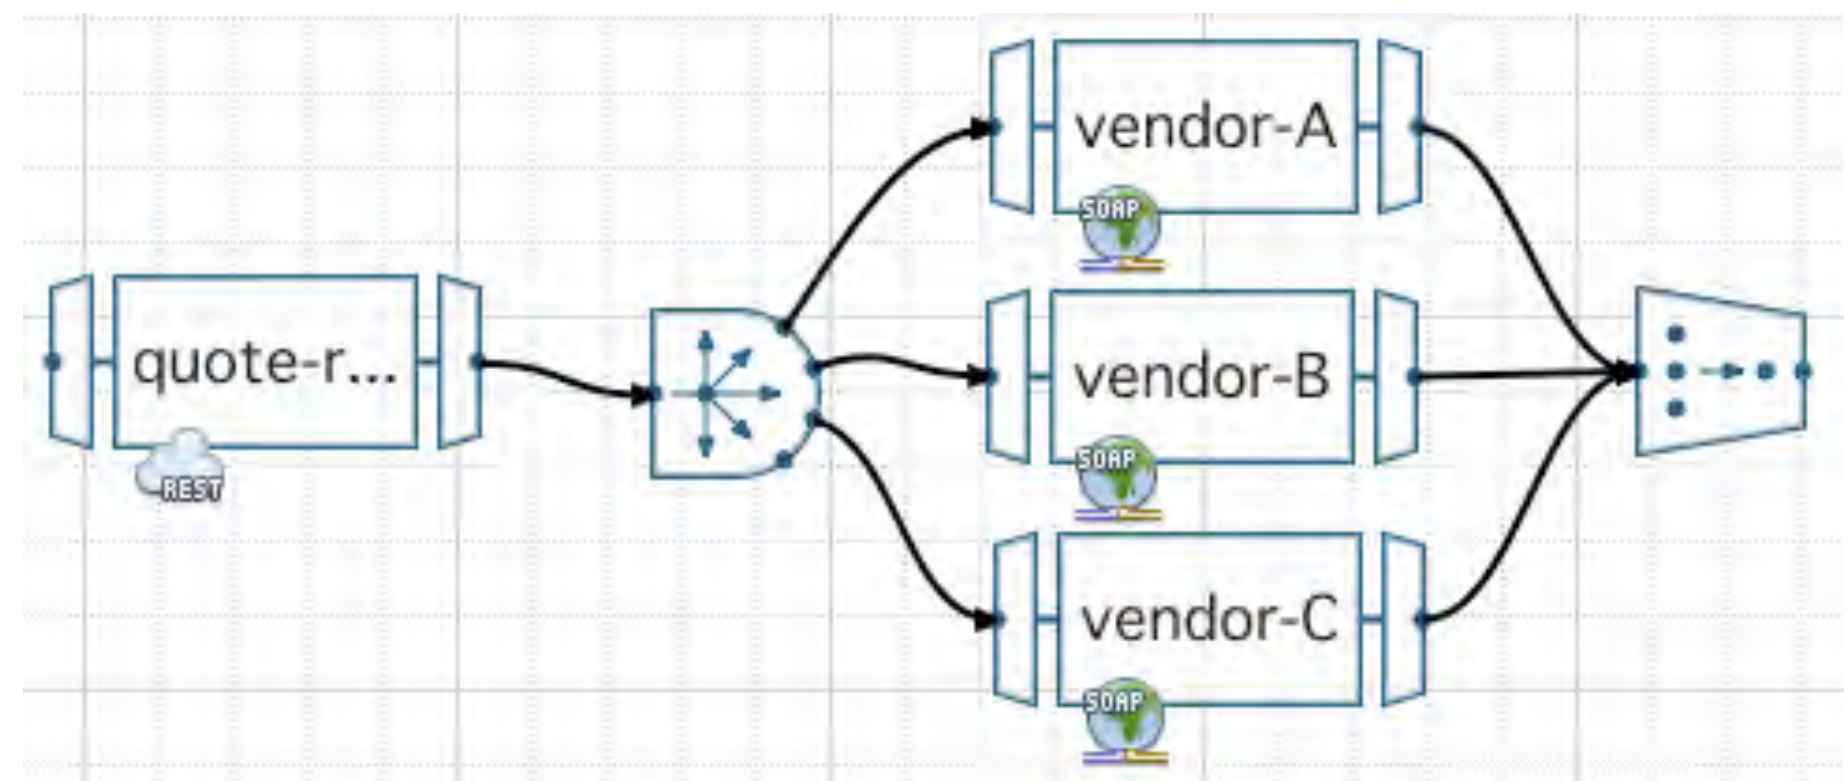 quote-r...
REST
vendor-A
SOAP
vendor-B
SOAP
vendor-C
SOAP